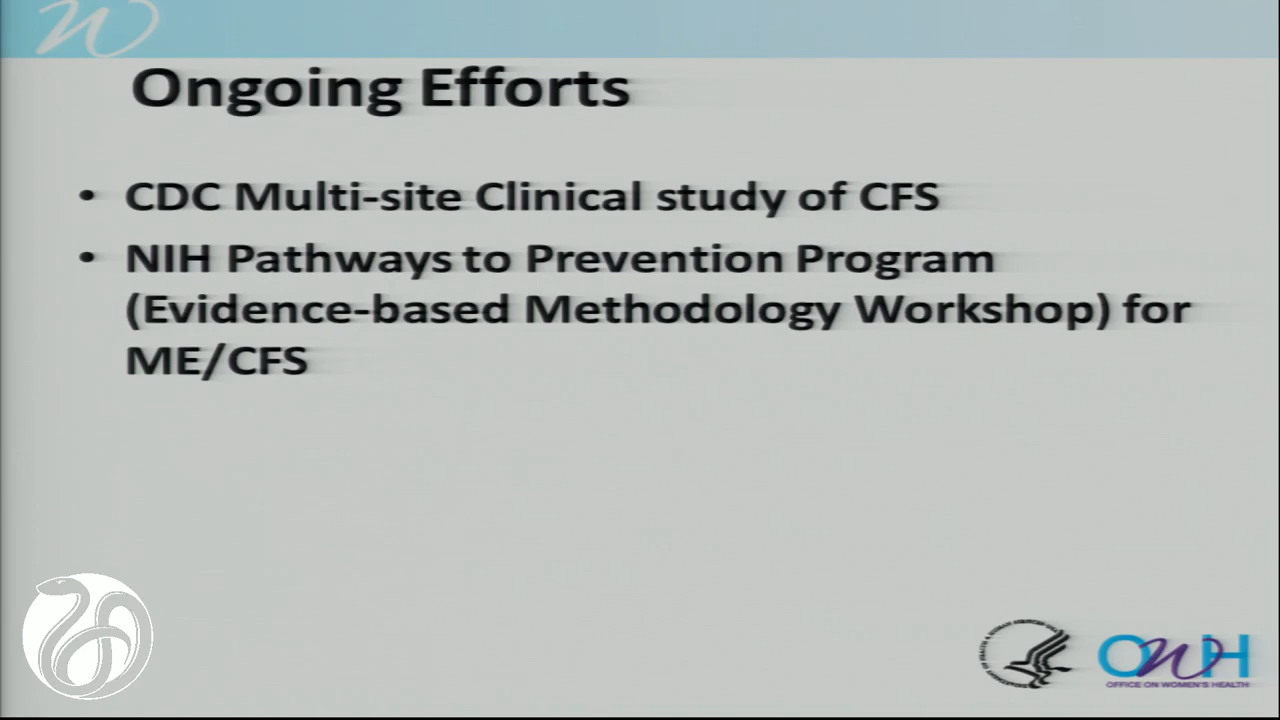 Ongoing Efforts
• CDC Multi-site Clinical study of CFS
• NIH Pathways to Prevention Program
(Evidence-based Methodology Workshop) for
ME/CFS
OWH
OFFICE ON WOMEN'S HEALTH